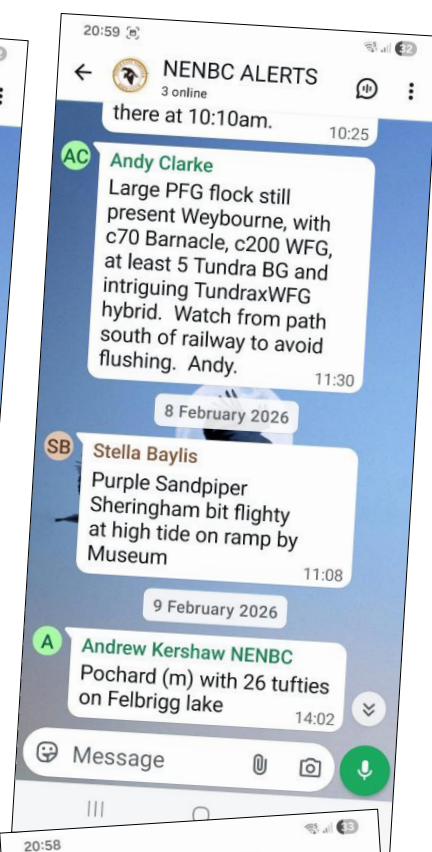 20:59
32
NENBC ALERTS
3 online
there at 10:10am.
10:25
AC
Andy Clarke
Large PFG flock still
present Weybourne, with
c70 Barnacle, c200 WFG,
at least 5 Tundra BG and
intriguing TundraxWFG
hybrid. Watch from path
south of railway to avoid
flushing. Andy.
11:30
8 February 2026
SB
Stella Baylis
Purple Sandpiper
Sheringham bit flighty
at high tide on ramp by
Museum
11:08
9 February 2026
A
Andrew Kershaw NENBC
Pochard (m) with 26 tufties
on Felbrigg lake
14:02
Message
20:58
33